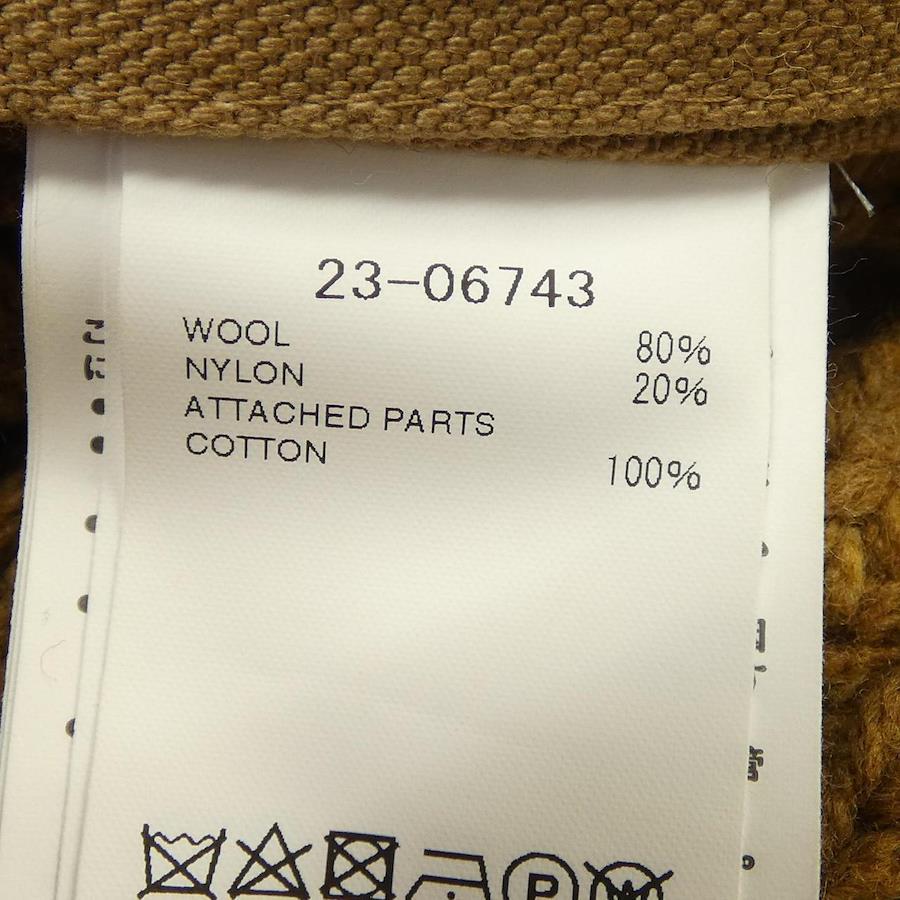 23-06743
WOOL 80%
NYLON 20%
ATTACHED PARTS
COTTON 100%
P
W